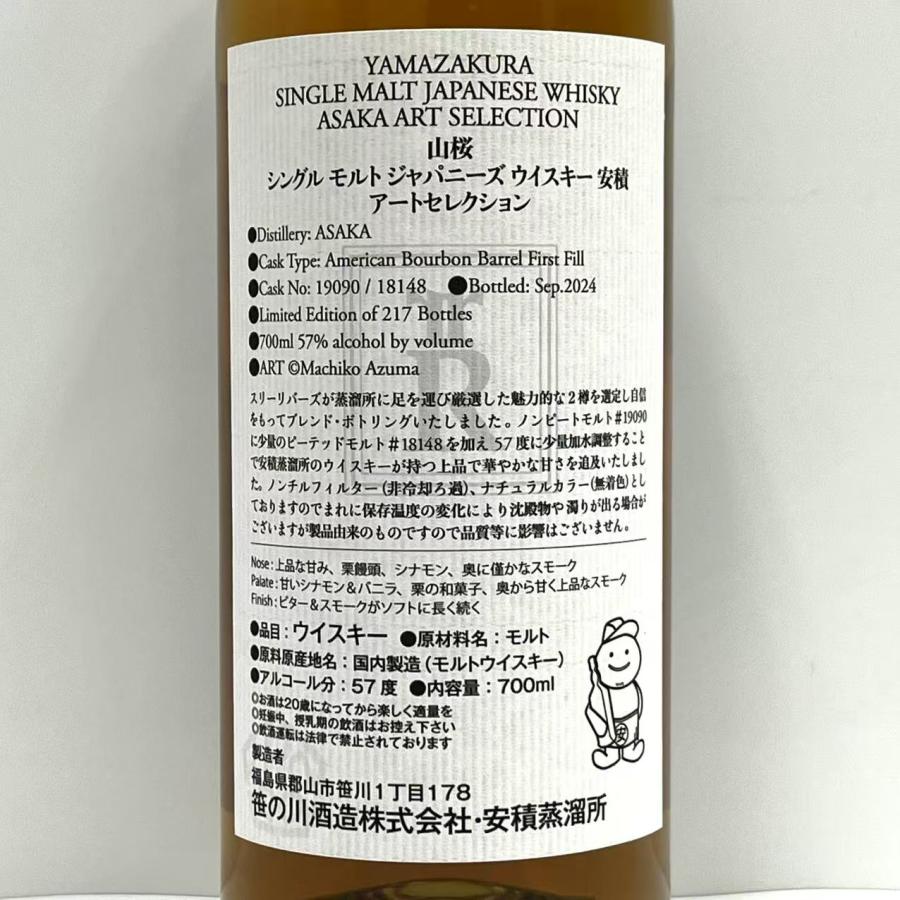 YAMAZAKURA
SINGLE MALT JAPANESE WHISKY
ASAKA ART SELECTION
山桜
シングル モルト ジャパニーズ ウイスキー 安積
アートセレクション
●Distillery: ASAKA
●Cask Type: American Bourbon Barrel First Fill
●Cask No: 19090 / 18148 ●Bottled: Sep.2024
●Limited Edition of 217 Bottles
●700ml 57% alcohol by volume
●ART ©Machiko Azuma
TR
スリーリバーズが蒸溜所に足を運び厳選した魅力的な2樽を選定し自信
をもってブレンド・ボトリングいたしました。ノンピートモルト#19090
に少量のピーテッドモルト#18148を加え57度に少量加水調整すること
で安積蒸溜所のウイスキーが持つ上品で華やかな甘さを追及いたしまし
た。ノンチルフィルター(非冷却ろ過)、ナチュラルカラー(無着色)とし
ておりますのでまれに保存温度の変化により沈殿物や濁りが出る場合が
ございますが製品由来のものですので品質等に影響はございません。
Nose:上品な甘み、栗饅頭、シナモン、奥に僅かなスモーク
Palate:甘いシナモン&バニラ、栗の和菓子、奥から甘く上品なスモーク
Finish:ビター&スモークがソフトに長く続く
●品目:ウイスキー ●原材料名:モルト
●原料原産地名:国内製造(モルトウイスキー)
●アルコール分:57度 ●内容量:700ml
◎お酒は20歳になってから楽しく適量を
◎妊娠中、授乳期の飲酒はお控え下さい
◎飲酒運転は法律で禁止されております
安
製造者
福島県郡山市笹川1丁目178
笹の川酒造株式会社・安積蒸溜所